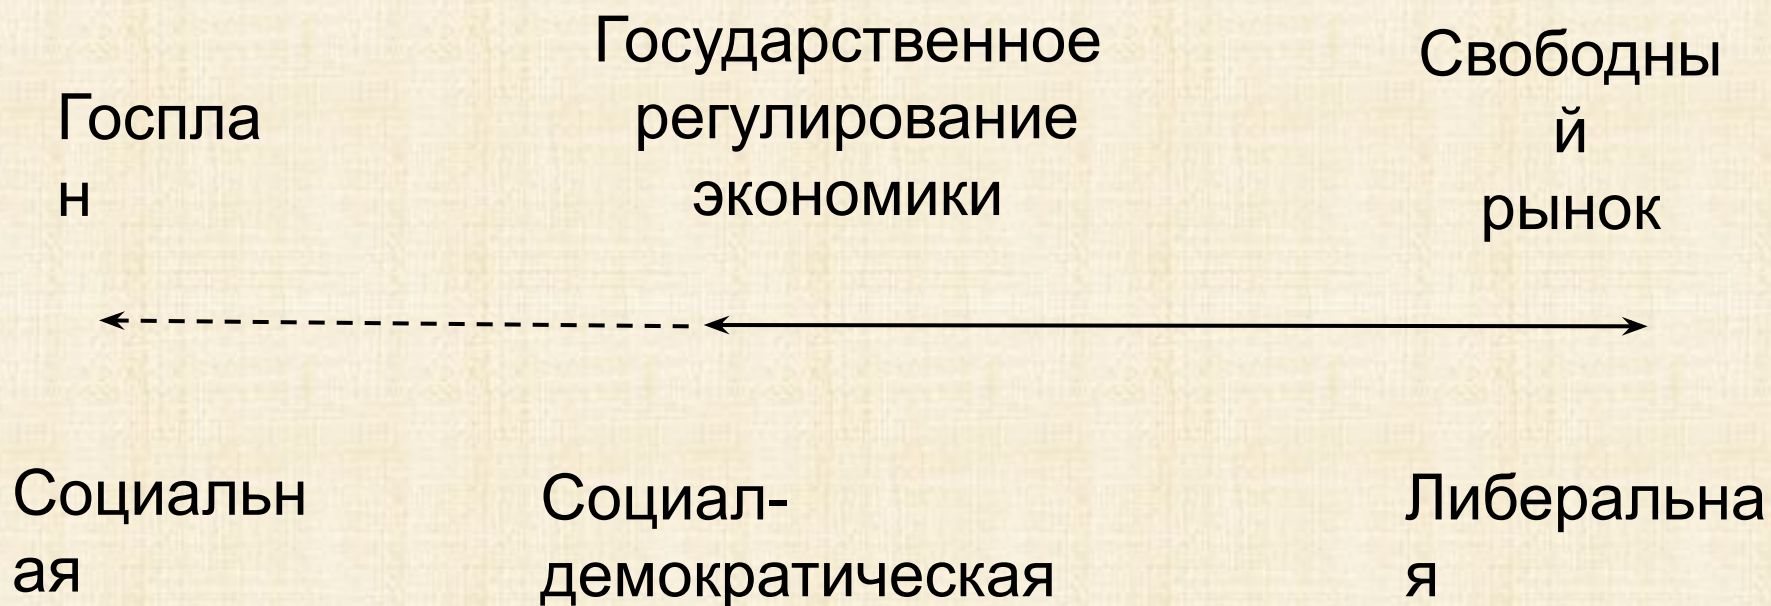 Госпла
н
Государственное
регулирование
экономики
Свободны
й
рынок
Социальн
ая
Социал-
демократическая
Либеральна
я